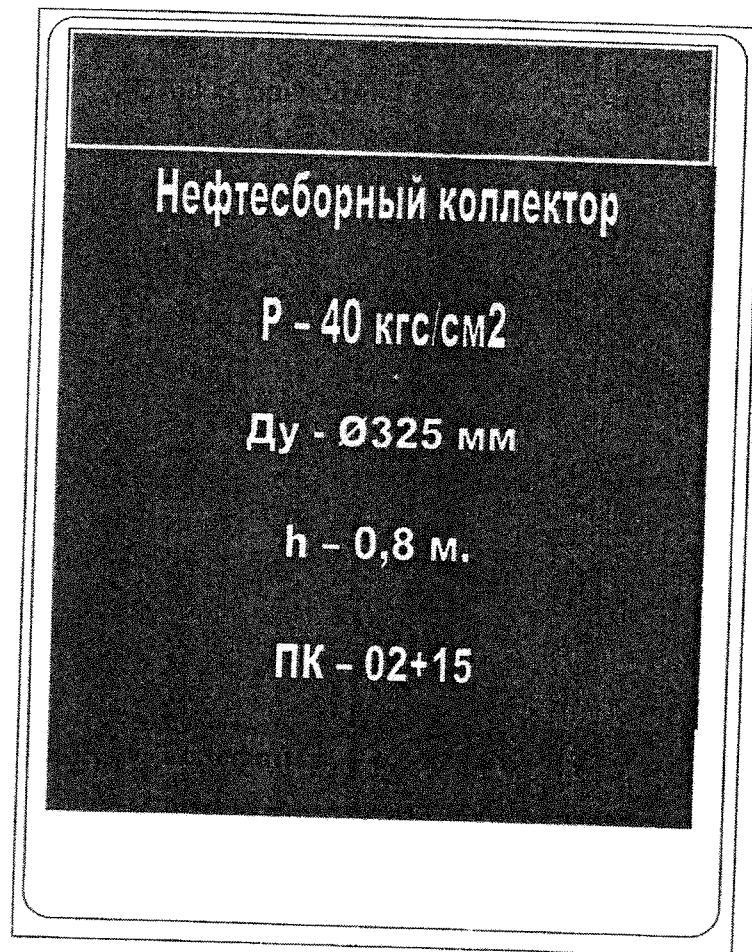 Нефтесборный коллектор
Р – 40 кгс/см2
Ду - Ø325 мм
h – 0,8 м.
ПК – 02+15